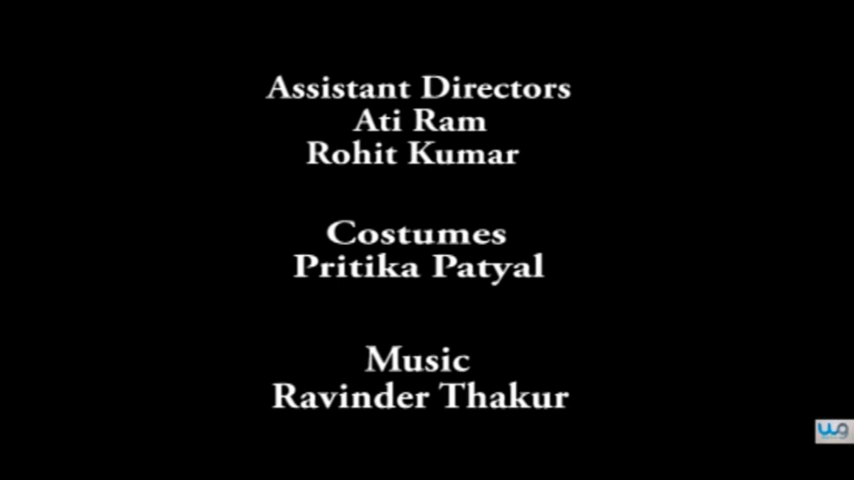 Assistant Directors
Ati Ram
Rohit Kumar
Costumes
Pritika Patyal
Music
Ravinder Thakur